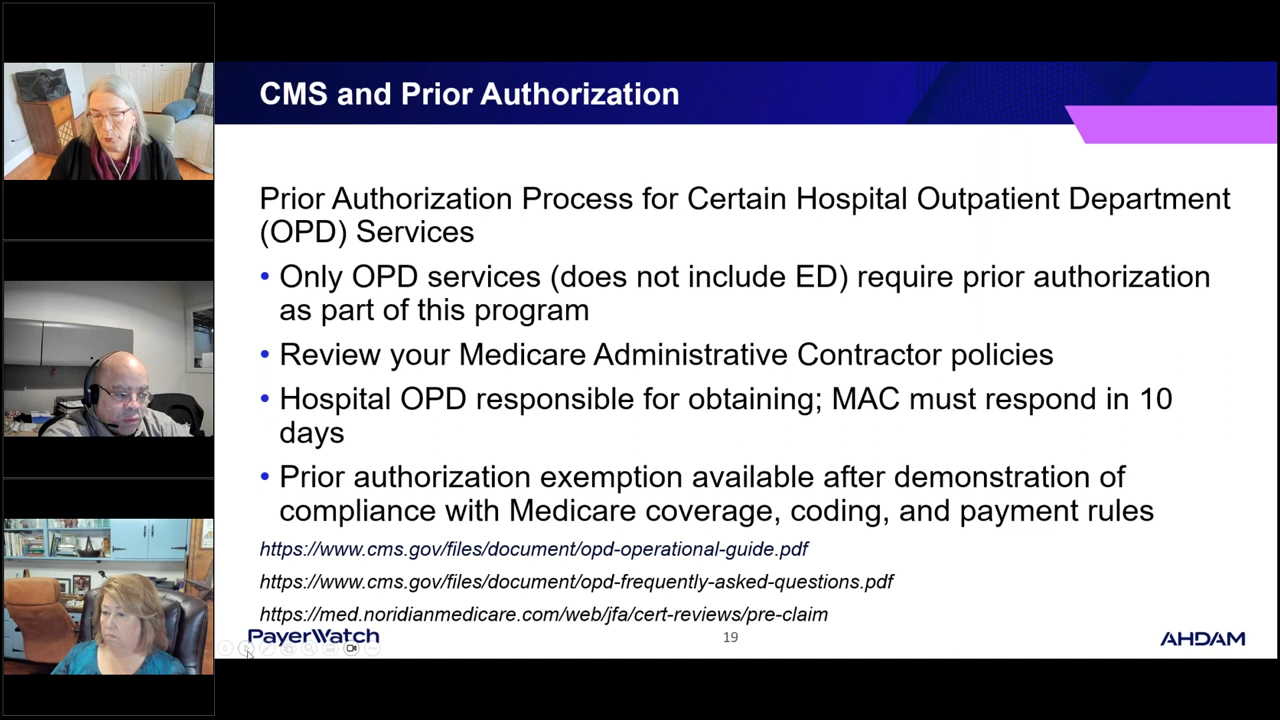 CMS and Prior Authorization
Prior Authorization Process for Certain Hospital Outpatient Department
(OPD) Services
• Only OPD services (does not include ED) require prior authorization
as part of this program
• Review your Medicare Administrative Contractor policies
• Hospital OPD responsible for obtaining; MAC must respond in 10
days
• Prior authorization exemption available after demonstration of
compliance with Medicare coverage, coding, and payment rules
https://www.cms.gov/files/document/opd-operational-guide.pdf
https://www.cms.gov/files/document/opd-frequently-asked-questions.pdf
https://med.noridianmedicare.com/web/jfa/cert-reviews/pre-claim
PayerWatch
19
AHDAM